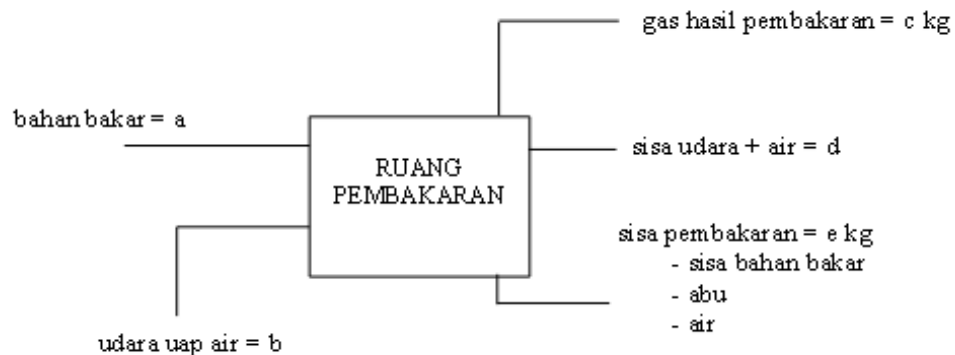 gas hasil pembakaran = c kg
bahan bakar = a
sisa udara + air = d
RUANG
PEMBAKARAN
sisa pembakaran = e kg
- sisa bahan bakar
- abu
- air
udara uap air = b